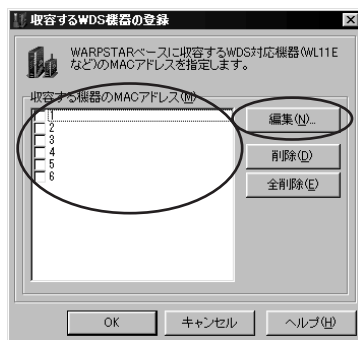 収容するWDS機器の登録
WARPSTARベースに収容するWDS対応機器(WL11E
など)のMACアドレスを指定します。
収容する機器のMACアドレス(M)
1
2
3
4
5
6
編集(N)...
削除(D)
全削除(E)
OK
キャンセル
ヘルプ(H)